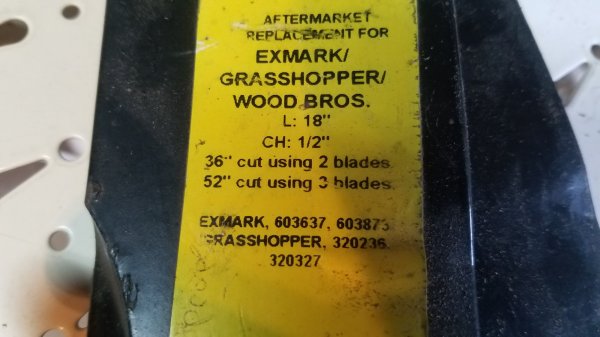 AFTERMARKET
REPLACEMENT FOR
EXMARK/
GRASSHOPPER/
WOOD BROS.
L: 18"
CH: 1/2"
36" cut using 2 blades
52" cut using 3 blades
EXMARK, 603637, 603873
GRASSHOPPER, 320236,
320327